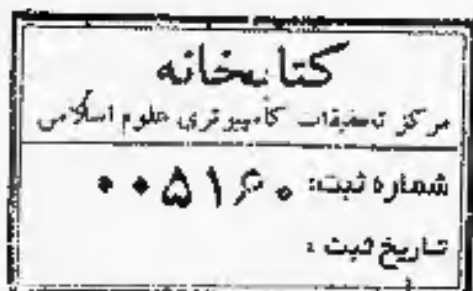 کتابخانه
مرکز تحقیقات کامپیوتری علوم اسلامی
شماره ثبت: ۰۰۵۱۶۰
تاریخ ثبت :